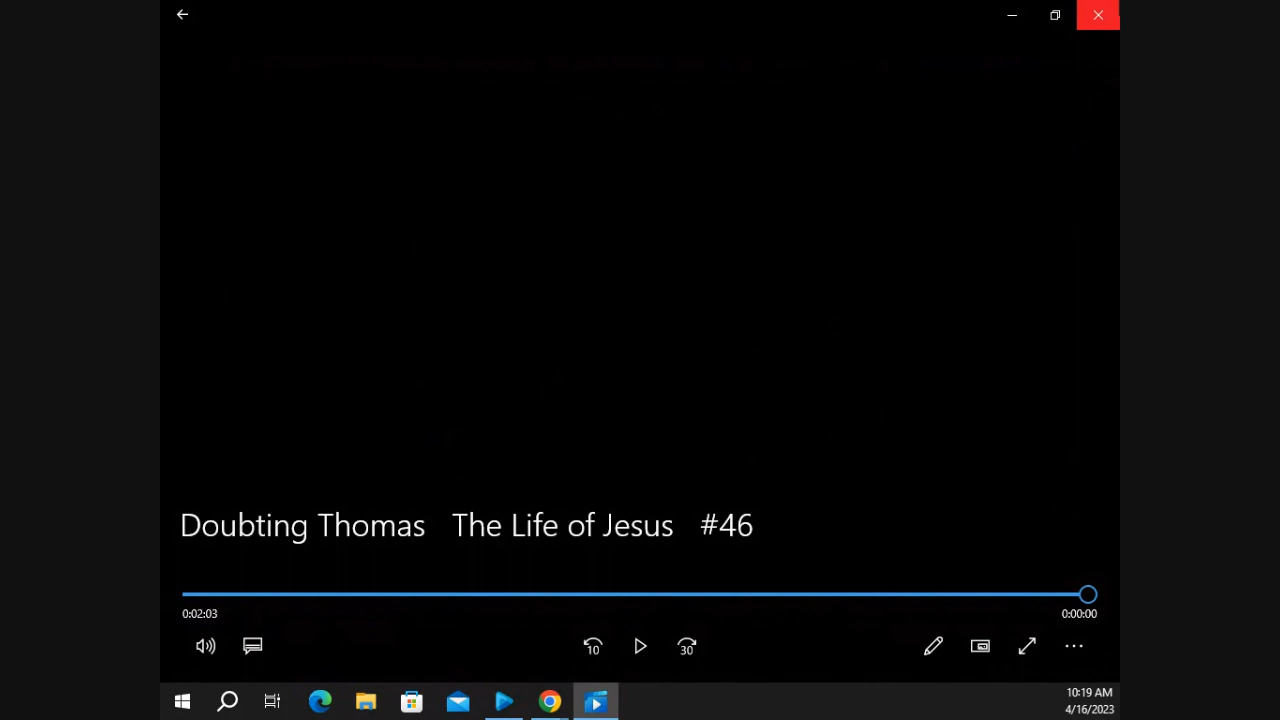 Doubting Thomas   The Life of Jesus   #46
0:02:03
0:00:00
10
30
10:19 AM
4/16/2023